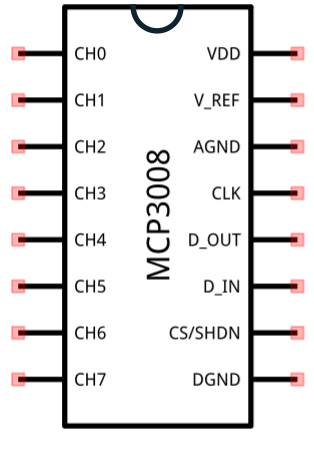 CH0 VDD
CH1 V_REF
CH2 AGND
CH3 CLK
CH4 D_OUT
CH5 D_IN
CH6 CS/SHDN
CH7 DGND
MCP3008